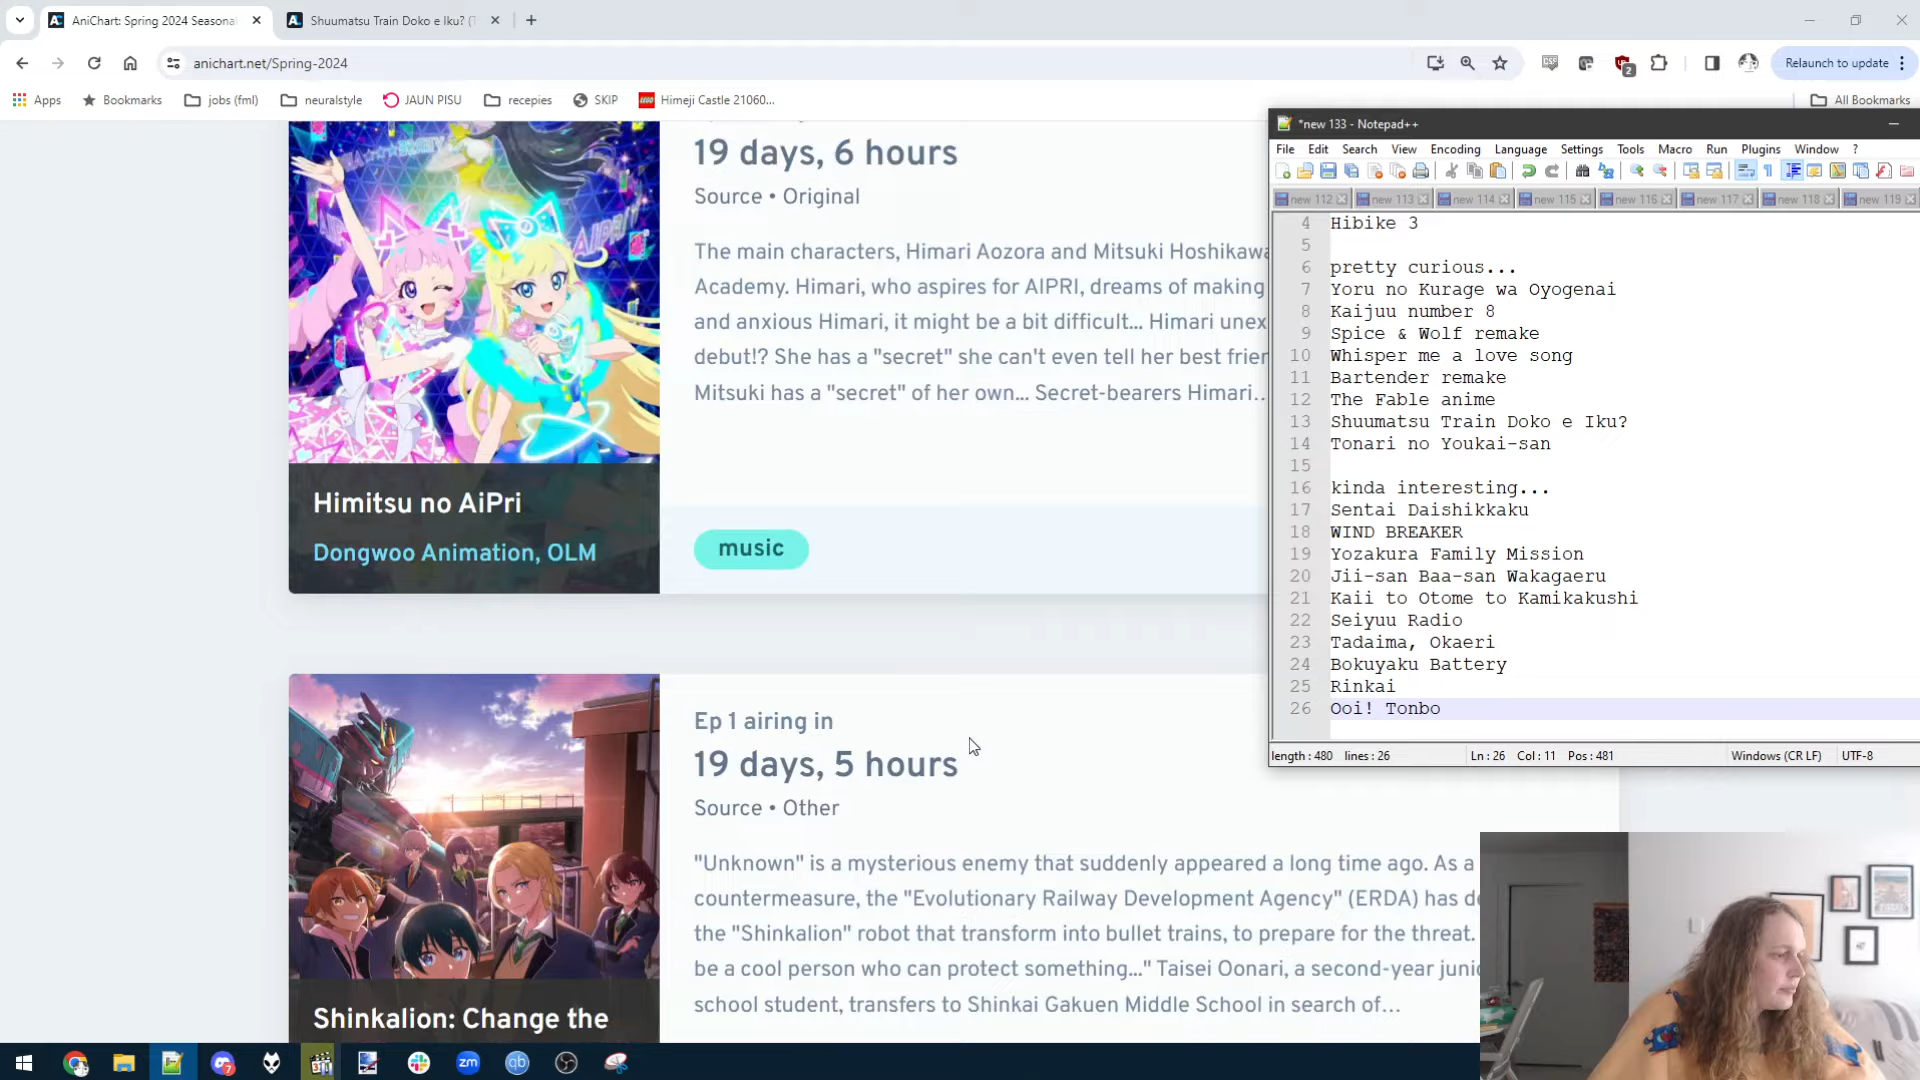 AniChart: Spring 2024 Seasona
Shuumatsu Train Doko e Iku? (T
anichart.net/Spring-2024
Relaunch to update
Apps
Bookmarks
jobs (fml)
neuralstyle
JAUN PISU
recepies
SKIP
Himeji Castle 21060...
All Bookmarks
19 days, 6 hours
Source • Original
The main characters, Himari Aozora and Mitsuki Hoshikawa
Academy. Himari, who aspires for AIPRI, dreams of making
and anxious Himari, it might be a bit difficult... Himari unex
debut!? She has a "secret" she can't even tell her best frien
Mitsuki has a "secret" of her own... Secret-bearers Himari...
Himitsu no AiPri
Dongwoo Animation, OLM
music
Ep 1 airing in
19 days, 5 hours
Source • Other
"Unknown" is a mysterious enemy that suddenly appeared a long time ago. As a
countermeasure, the "Evolutionary Railway Development Agency" (ERDA) has de
the "Shinkalion" robot that transform into bullet trains, to prepare for the threat.
be a cool person who can protect something..." Taisei Oonari, a second-year juni
school student, transfers to Shinkai Gakuen Middle School in search of...
Shinkalion: Change the
*new 133 - Notepad++
File Edit Search View Encoding Language Settings Tools Macro Run Plugins Window ?
new 112 new 113 new 114 new 115 new 116 new 117 new 118 new 119
4 Hibike 3
5
6 pretty curious...
7 Yoru no Kurage wa Oyogenai
8 Kaijuu number 8
9 Spice & Wolf remake
10 Whisper me a love song
11 Bartender remake
12 The Fable anime
13 Shuumatsu Train Doko e Iku?
14 Tonari no Youkai-san
15
16 kinda interesting...
17 Sentai Daishikkaku
18 WIND BREAKER
19 Yozakura Family Mission
20 Jii-san Baa-san Wakagaeru
21 Kaii to Otome to Kamikakushi
22 Seiyuu Radio
23 Tadaima, Okaeri
24 Bokuyaku Battery
25 Rinkai
26 Ooi! Tonbo
length : 480 lines : 26 Ln : 26 Col : 11 Pos : 481 Windows (CR LF) UTF-8